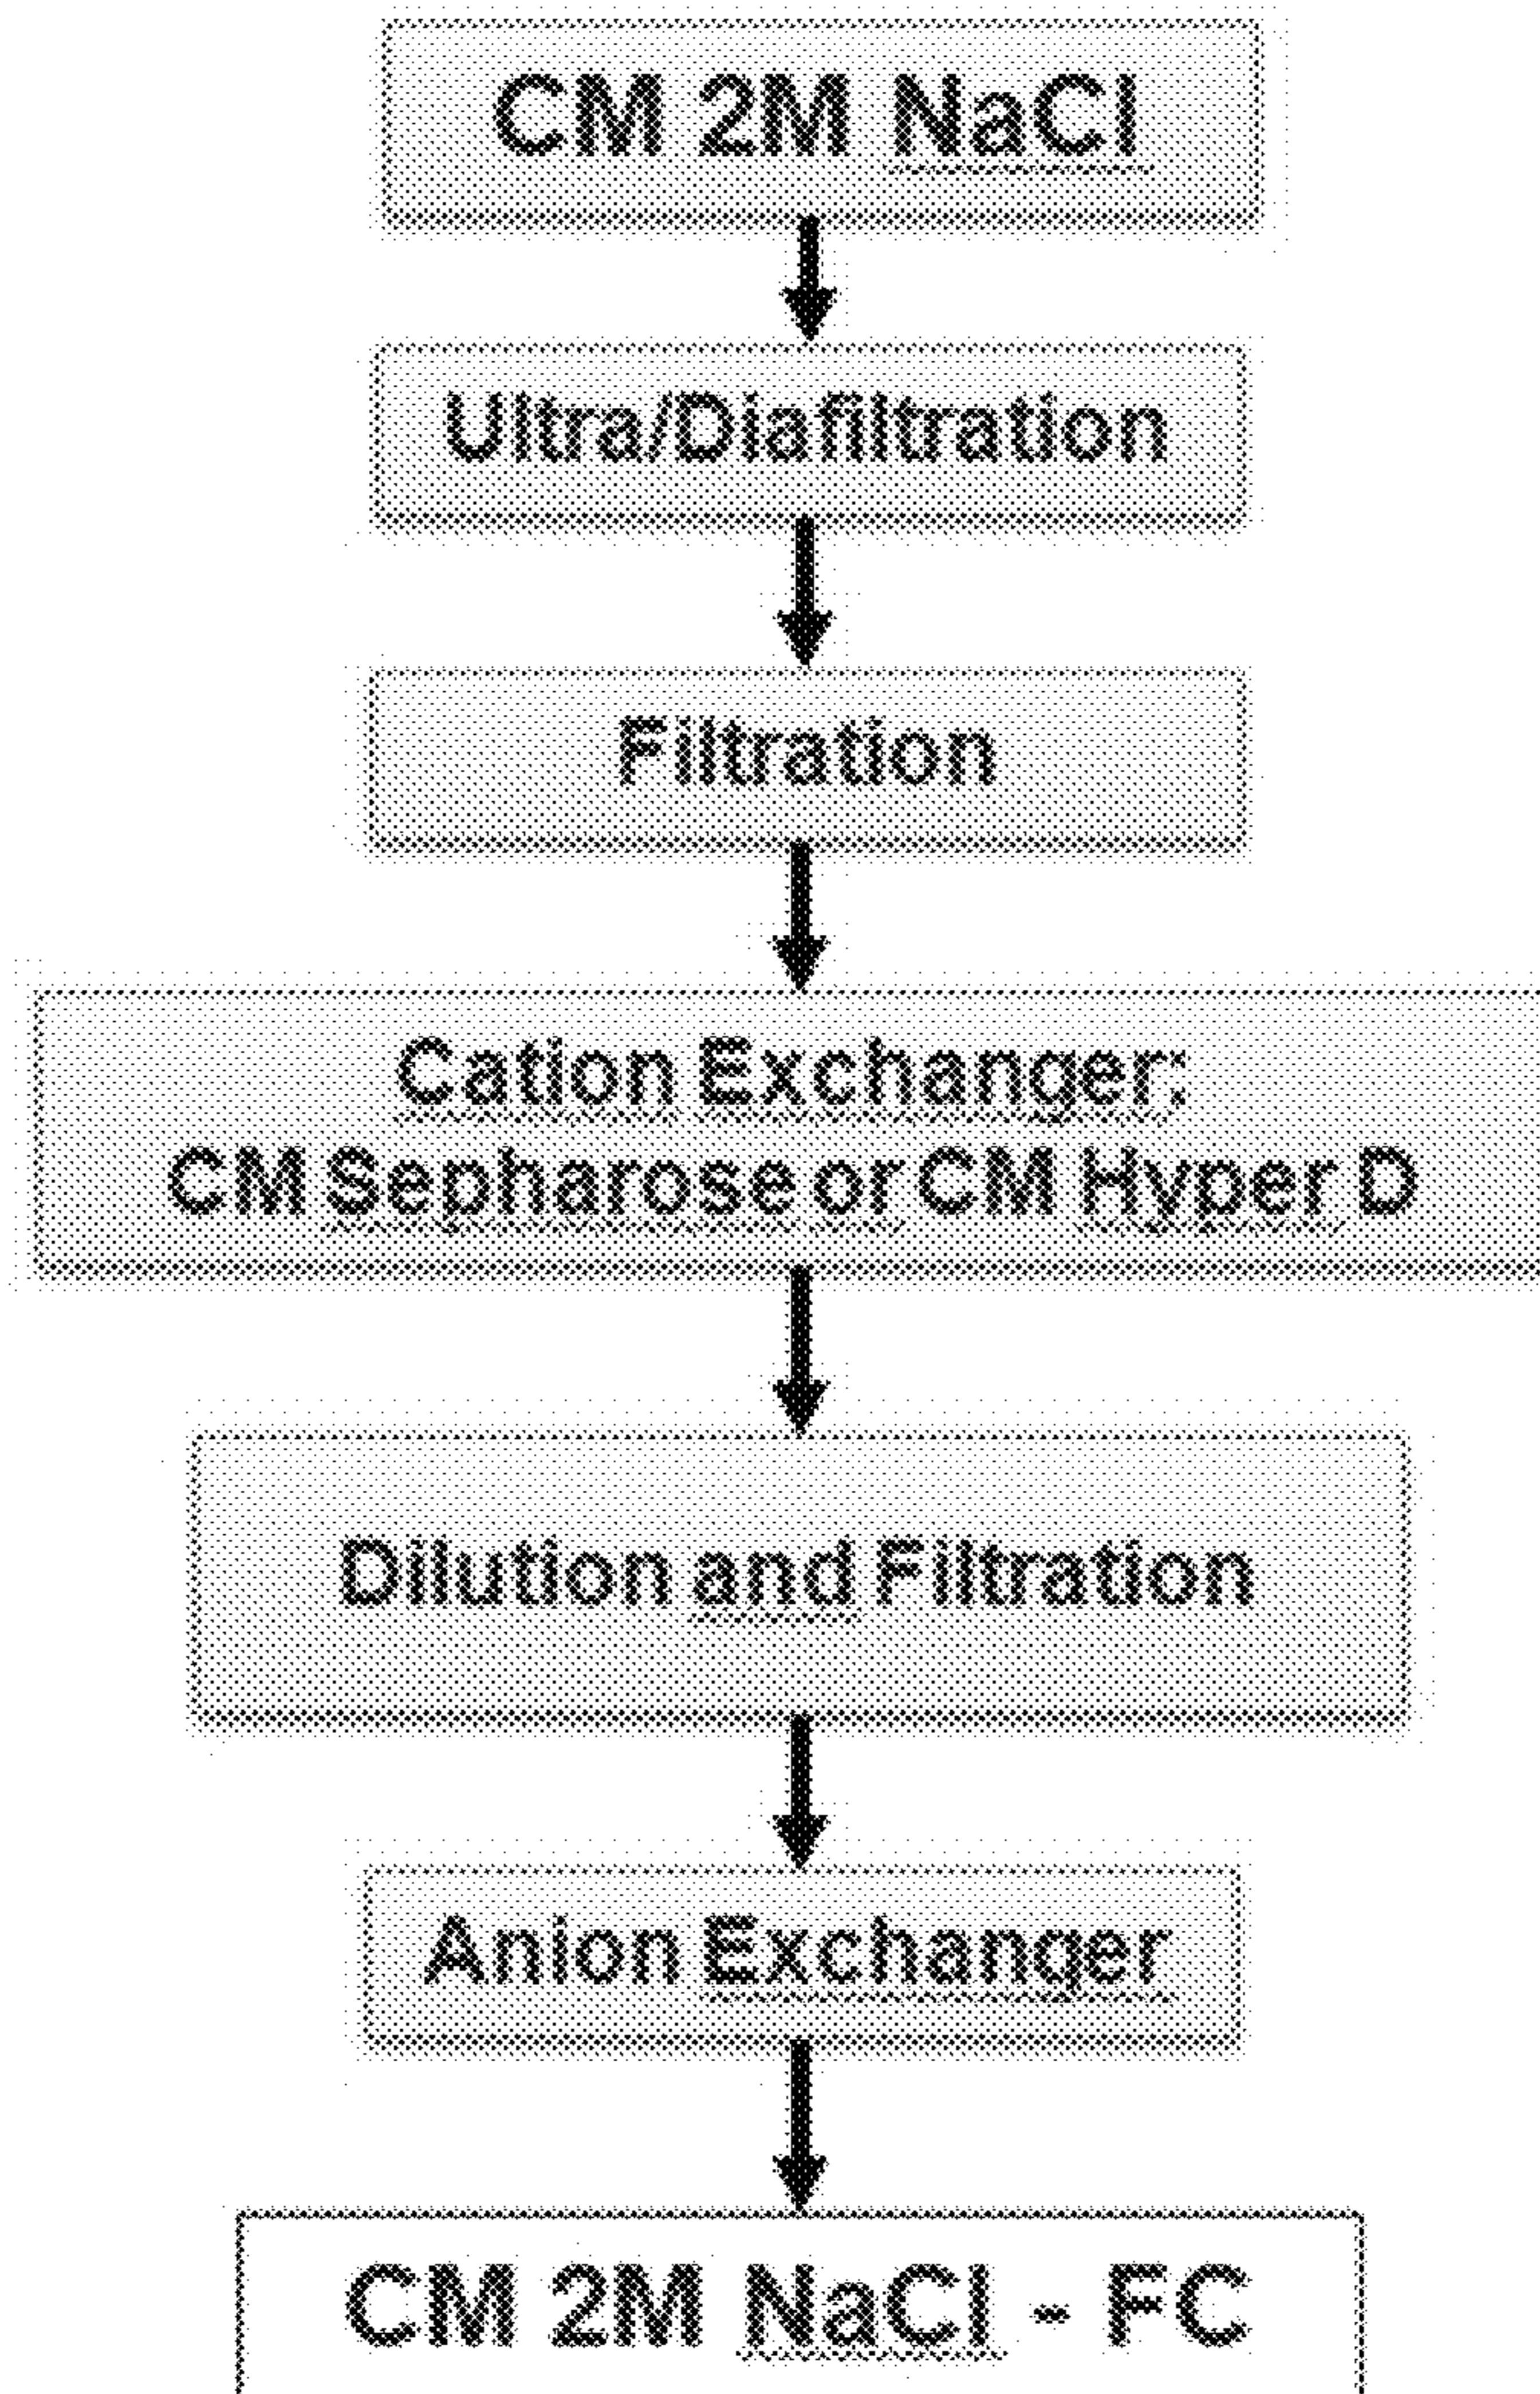 CM 2M NaCl
Ultra/Diafiltration
Filtration
Cation Exchanger:
CM Sepharose or CM Hyper D
Dilution and Filtration
Anion Exchanger
CM 2M NaCl - FC